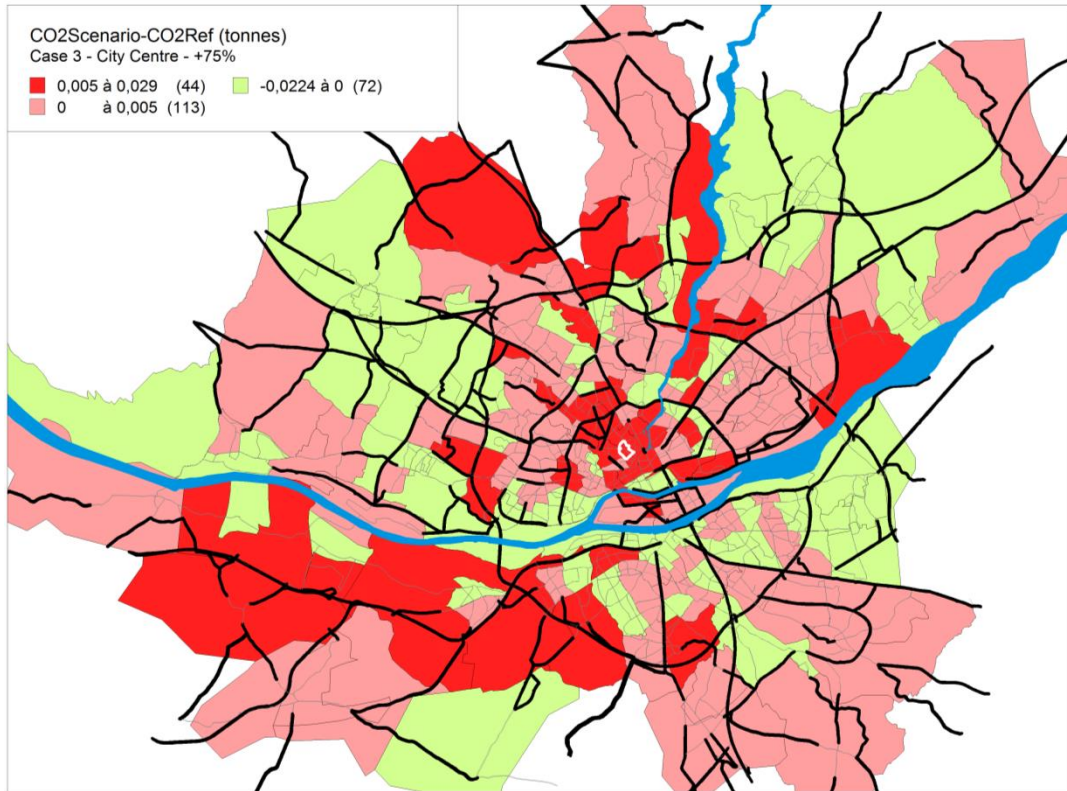 CO2Scenario-CO2Ref (tonnes)
Case 3 - City Centre - +75%
0,005 à 0,029 (44) -0,0224 à 0 (72)
0 à 0,005 (113)